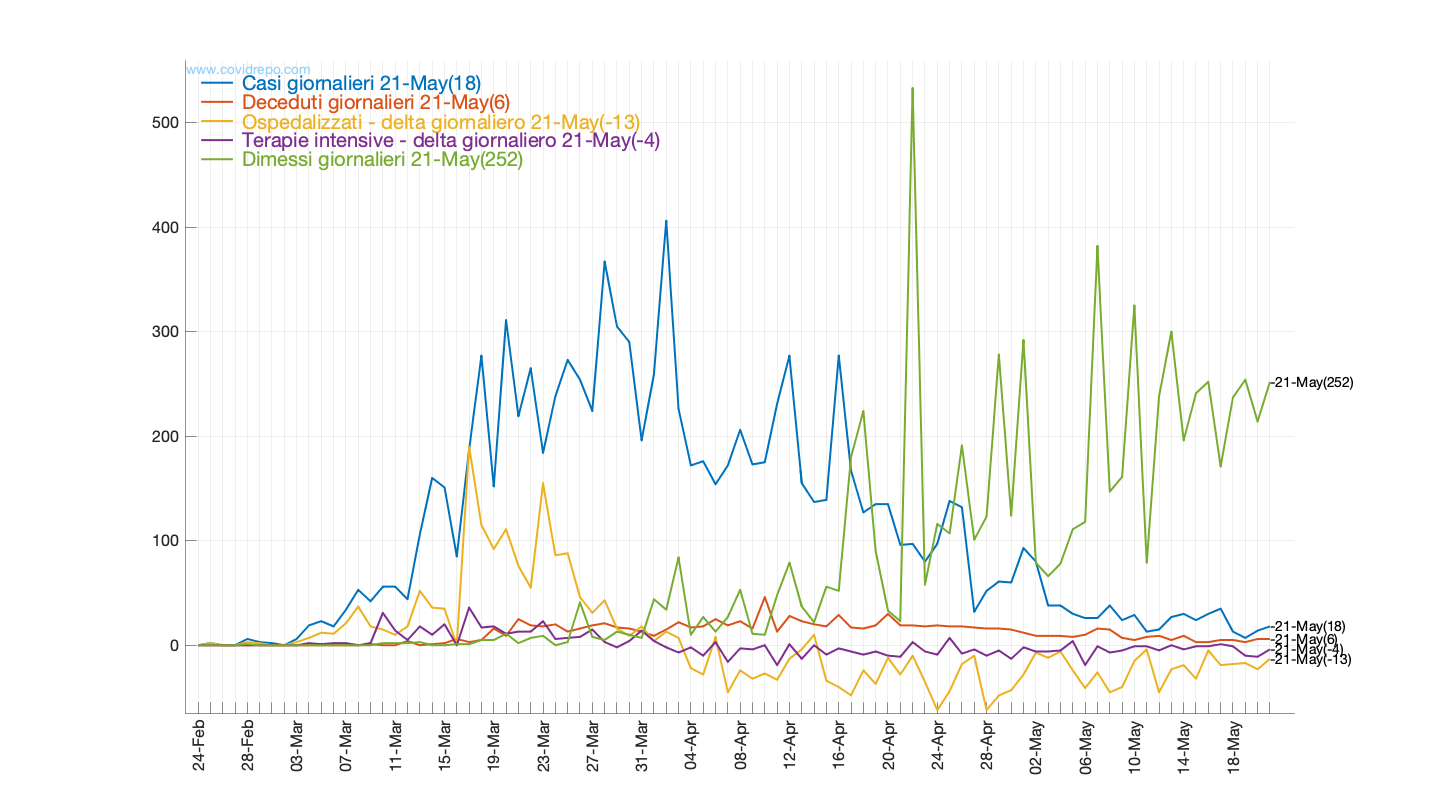 www.covidrepo.com
Casi giornalieri 21-May(18)
Deceduti giornalieri 21-May(6)
Ospedalizzati - delta giornaliero 21-May(-13)
Terapie intensive - delta giornaliero 21-May(-4)
Dimessi giornalieri 21-May(252)
500
400
300
200
100
0
-21-May(252)
-21-May(18)
-21-May(6)
-21-May(-4)
-21-May(-13)
24-Feb
28-Feb
03-Mar
07-Mar
11-Mar
15-Mar
19-Mar
23-Mar
27-Mar
31-Mar
04-Apr
08-Apr
12-Apr
16-Apr
20-Apr
24-Apr
28-Apr
02-May
06-May
10-May
14-May
18-May